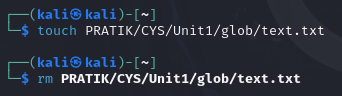 ┌──(kali㉿kali)-[~]
└─$ touch PRATIK/CYS/Unit1/glob/text.txt
┌──(kali㉿kali)-[~]
└─$ rm PRATIK/CYS/Unit1/glob/text.txt